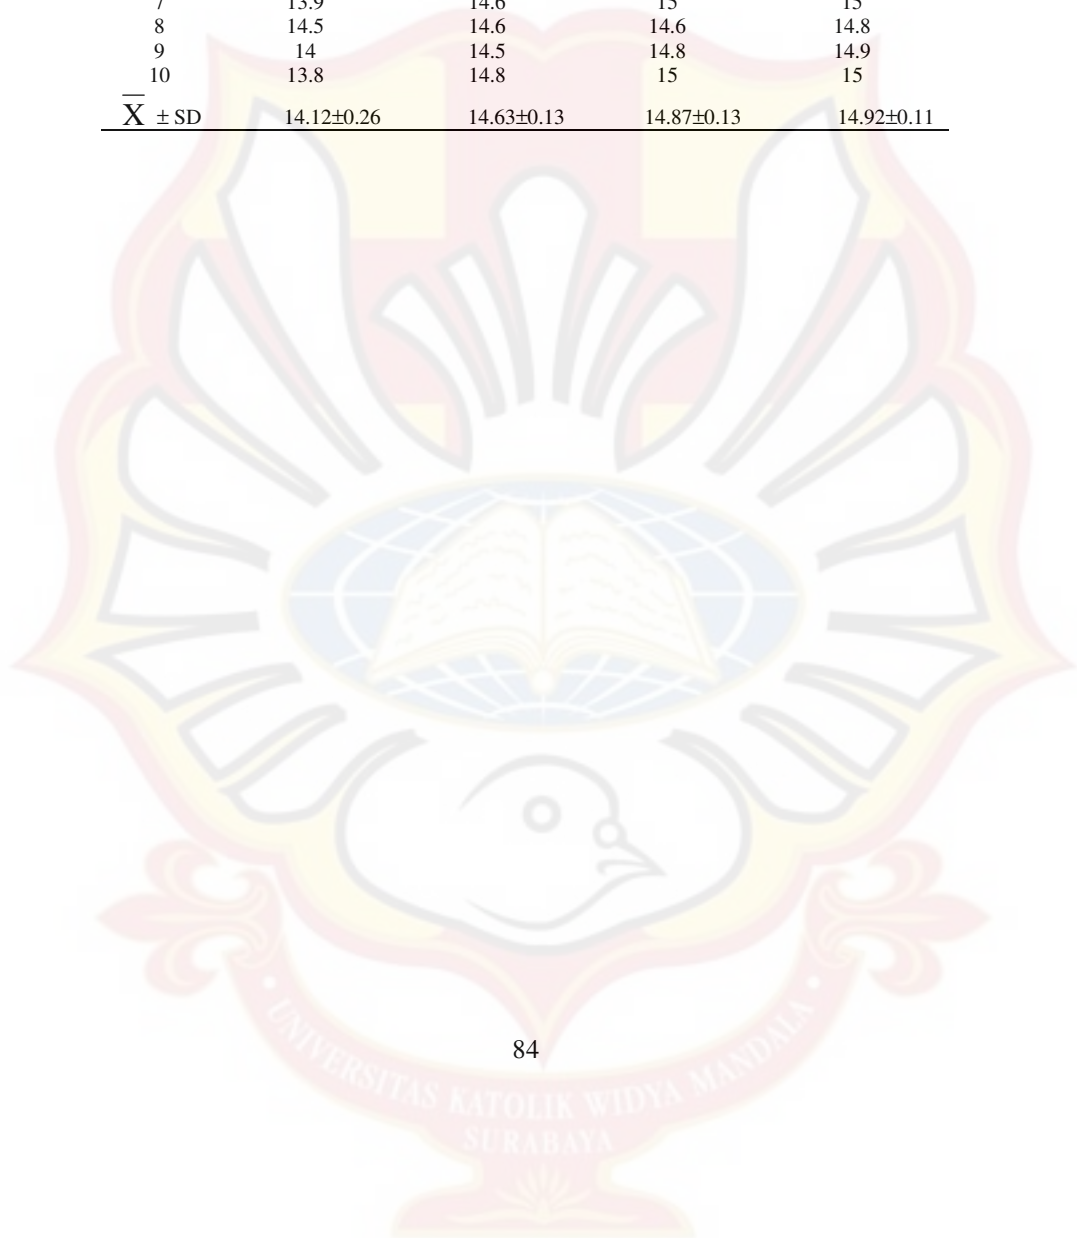 7 13.9 14.6 15 15
8 14.5 14.6 14.6 14.8
9 14 14.5 14.8 14.9
10 13.8 14.8 15 15
X̅ ± SD 14.12±0.26 14.63±0.13 14.87±0.13 14.92±0.11
84
• UNIVERSITAS KATOLIK WIDYA MANDALA •
SURABAYA